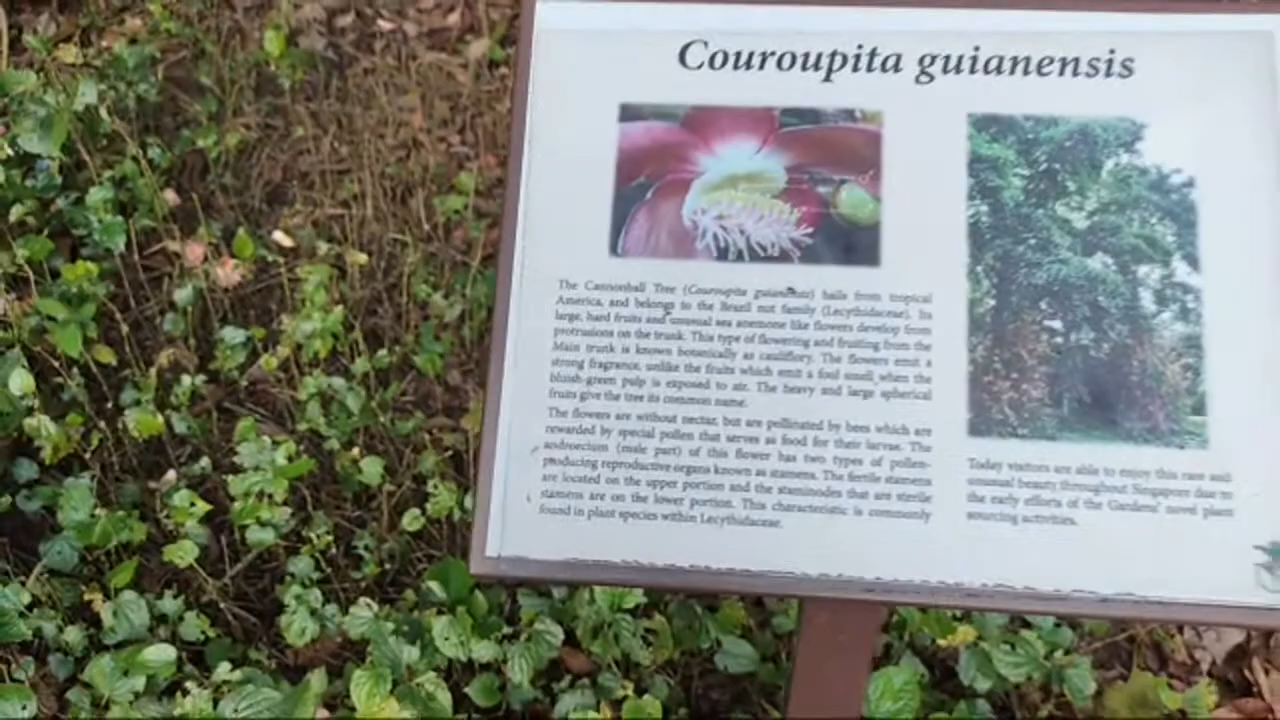 Couroupita guianensis
The Cannonball Tree (Couroupita guianensis) hails from tropical
America, and belongs to the Brazil nut family (Lecythidaceae). Its
large, hard fruits and unusual sea anemone like flowers develop from
protrusions on the trunk. This type of flowering and fruiting from the
Main trunk is known botanically as cauliflory. The flowers emit a
strong fragrance, unlike the fruits which emit a foul smell when the
bluish-green pulp is exposed to air. The heavy and large spherical
fruits give the tree its common name.
The flowers are without nectar, but are pollinated by bees which are
rewarded by special pollen that serves as food for their larvae. The
androecium (male part) of this flower has two types of pollen-
producing reproductive organs known as stamens. The fertile stamens
are located on the upper portion and the staminodes that are sterile
stamens are on the lower portion. This characteristic is commonly
found in plant species within Lecythidaceae.
Today visitors are able to enjoy this rare and
unusual beauty throughout Singapore due to
the early efforts of the Gardens' novel plant
sourcing activities.